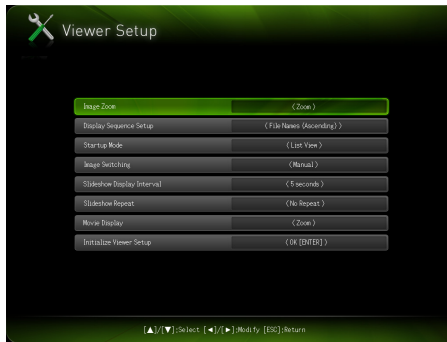 Viewer Setup
Image Zoom (Zoom)
Display Sequence Setup (File Names (Ascending))
Startup Mode (List View)
Image Switching (Manual)
Slideshow Display Interval (5 seconds)
Slideshow Repeat (No Repeat)
Movie Display (Zoom)
Initialize Viewer Setup (OK [ENTER])
[▲]/[▼];Select [◄]/[►];Modify [ESC];Return